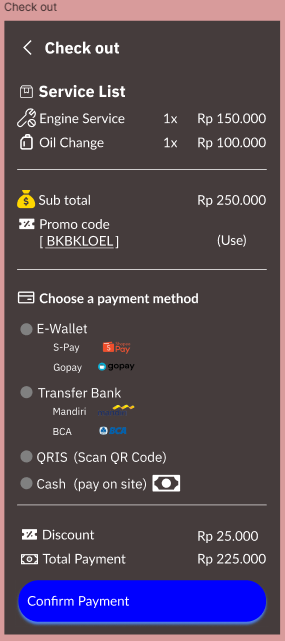 Check out
Check out
Service List
Engine Service 1x Rp 150.000
Oil Change 1x Rp 100.000
Sub total Rp 250.000
Promo code
[ BKBKLOEL ] (Use)
Choose a payment method
E-Wallet
S-Pay Pay
Gopay gopay
Transfer Bank
Mandiri
BCA BCA
QRIS (Scan QR Code)
Cash (pay on site)
Discount Rp 25.000
Total Payment Rp 225.000
Confirm Payment